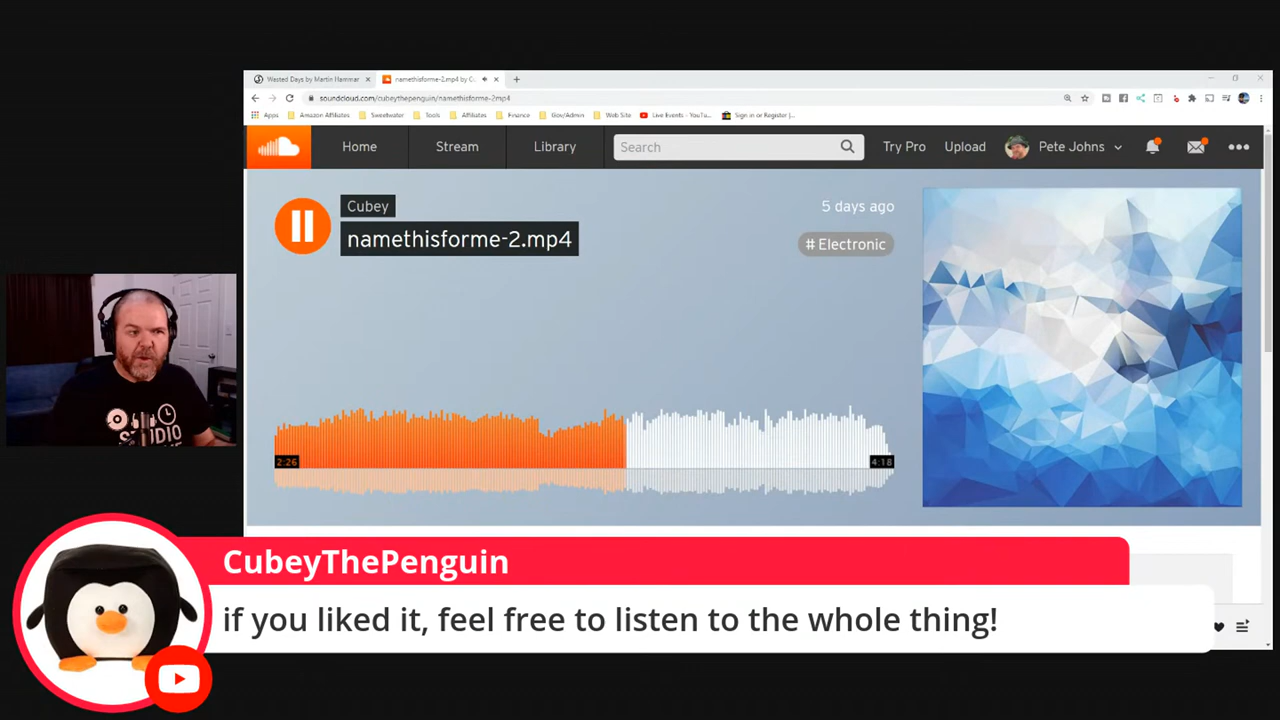 Wasted Days by Martin Hammar
namethisforme-2.mp4 by C
soundcloud.com/cubeythepenguin/namethisforme-2mp4
Apps Amazon Affiliates Sweetwater Tools Affiliates Finance Gov/Admin Web Site Live Events - YouTu... Sign in or Register |...
Home Stream Library Search Try Pro Upload Pete Johns
Cubey
5 days ago
namethisforme-2.mp4
# Electronic
2:26
4:18
STUDIO
CubeyThePenguin
if you liked it, feel free to listen to the whole thing!